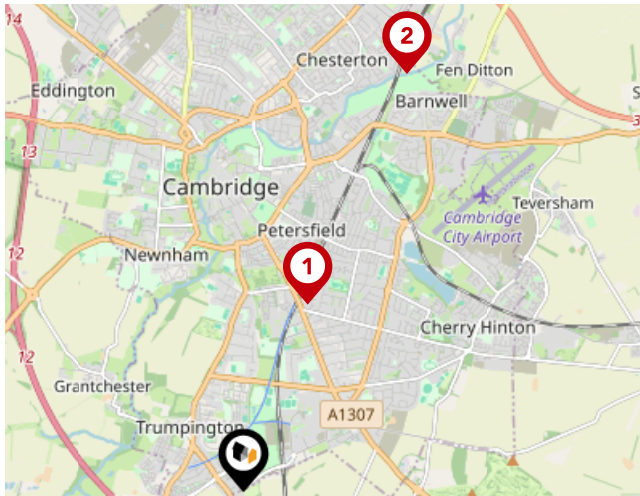 14
2
Chesterton
Fen Ditton
Eddington
Barnwell
13
Cambridge
Teversham
Cambridge
City Airport
Petersfield
12
Newnham
1
Cherry Hinton
12
Grantchester
A1307
Trumpington